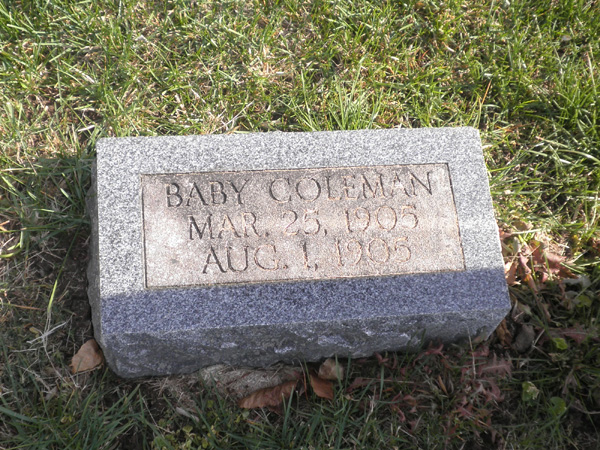 BABY COLEMAN
MAR. 25, 1905
AUG. 1, 1905